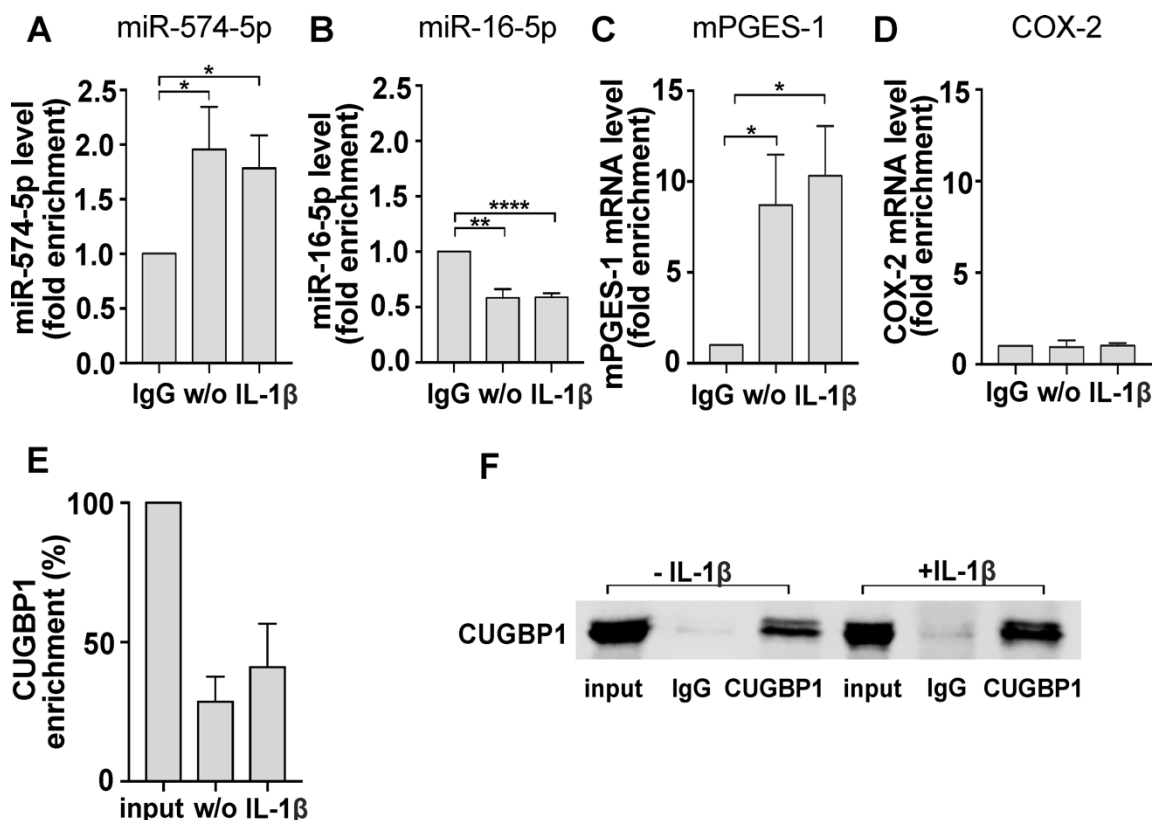 A miR-574-5p
miR-574-5p level
(fold enrichment)
2.5
2.0
1.5
1.0
0.5
0.0
*
*
IgG w/o IL-1β
B miR-16-5p
miR-16-5p level
(fold enrichment)
2.5
2.0
1.5
1.0
0.5
0.0
****
**
IgG w/o IL-1β
C mPGES-1
mPGES-1 mRNA level
(fold enrichment)
15
10
5
0
*
*
IgG w/o IL-1β
D COX-2
COX-2 mRNA level
(fold enrichment)
15
10
5
0
IgG w/o IL-1β
E
CUGBP1
enrichment (%)
100
50
0
input w/o IL-1β
F
- IL-1β +IL-1β
CUGBP1
input IgG CUGBP1 input IgG CUGBP1